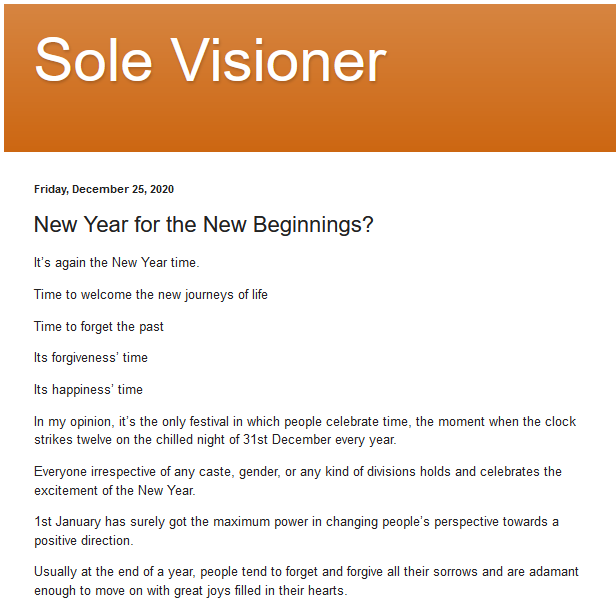 Sole Visioner
Friday, December 25, 2020
New Year for the New Beginnings?
It’s again the New Year time.
Time to welcome the new journeys of life
Time to forget the past
Its forgiveness’ time
Its happiness’ time
In my opinion, it’s the only festival in which people celebrate time, the moment when the clock
strikes twelve on the chilled night of 31st December every year.
Everyone irrespective of any caste, gender, or any kind of divisions holds and celebrates the
excitement of the New Year.
1st January has surely got the maximum power in changing people’s perspective towards a
positive direction.
Usually at the end of a year, people tend to forget and forgive all their sorrows and are adamant
enough to move on with great joys filled in their hearts.